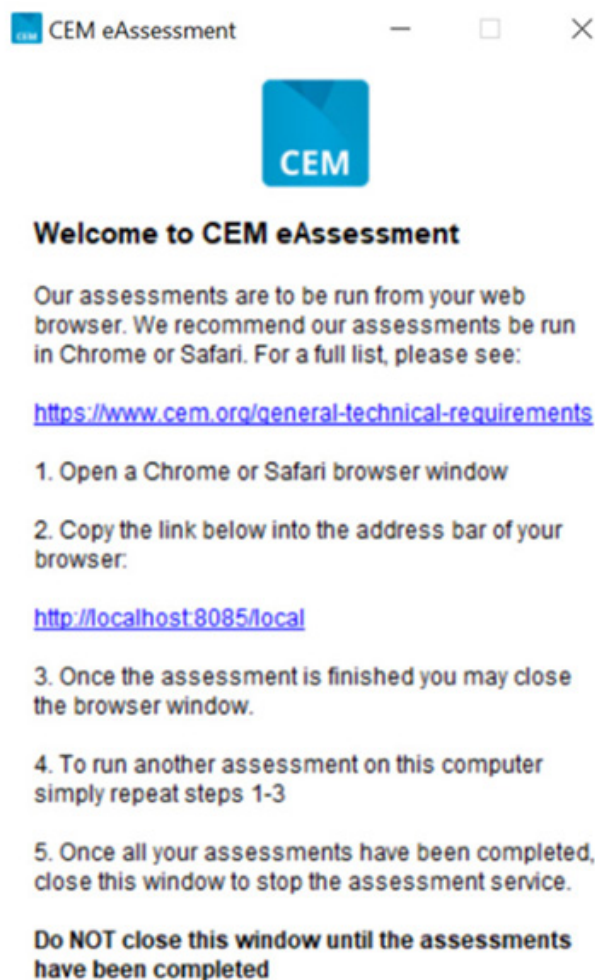 CEM eAssessment
CEM
Welcome to CEM eAssessment
Our assessments are to be run from your web
browser. We recommend our assessments be run
in Chrome or Safari. For a full list, please see:
https://www.cem.org/general-technical-requirements
1. Open a Chrome or Safari browser window
2. Copy the link below into the address bar of your
browser:
http://localhost:8085/local
3. Once the assessment is finished you may close
the browser window.
4. To run another assessment on this computer
simply repeat steps 1-3
5. Once all your assessments have been completed,
close this window to stop the assessment service.
Do NOT close this window until the assessments
have been completed